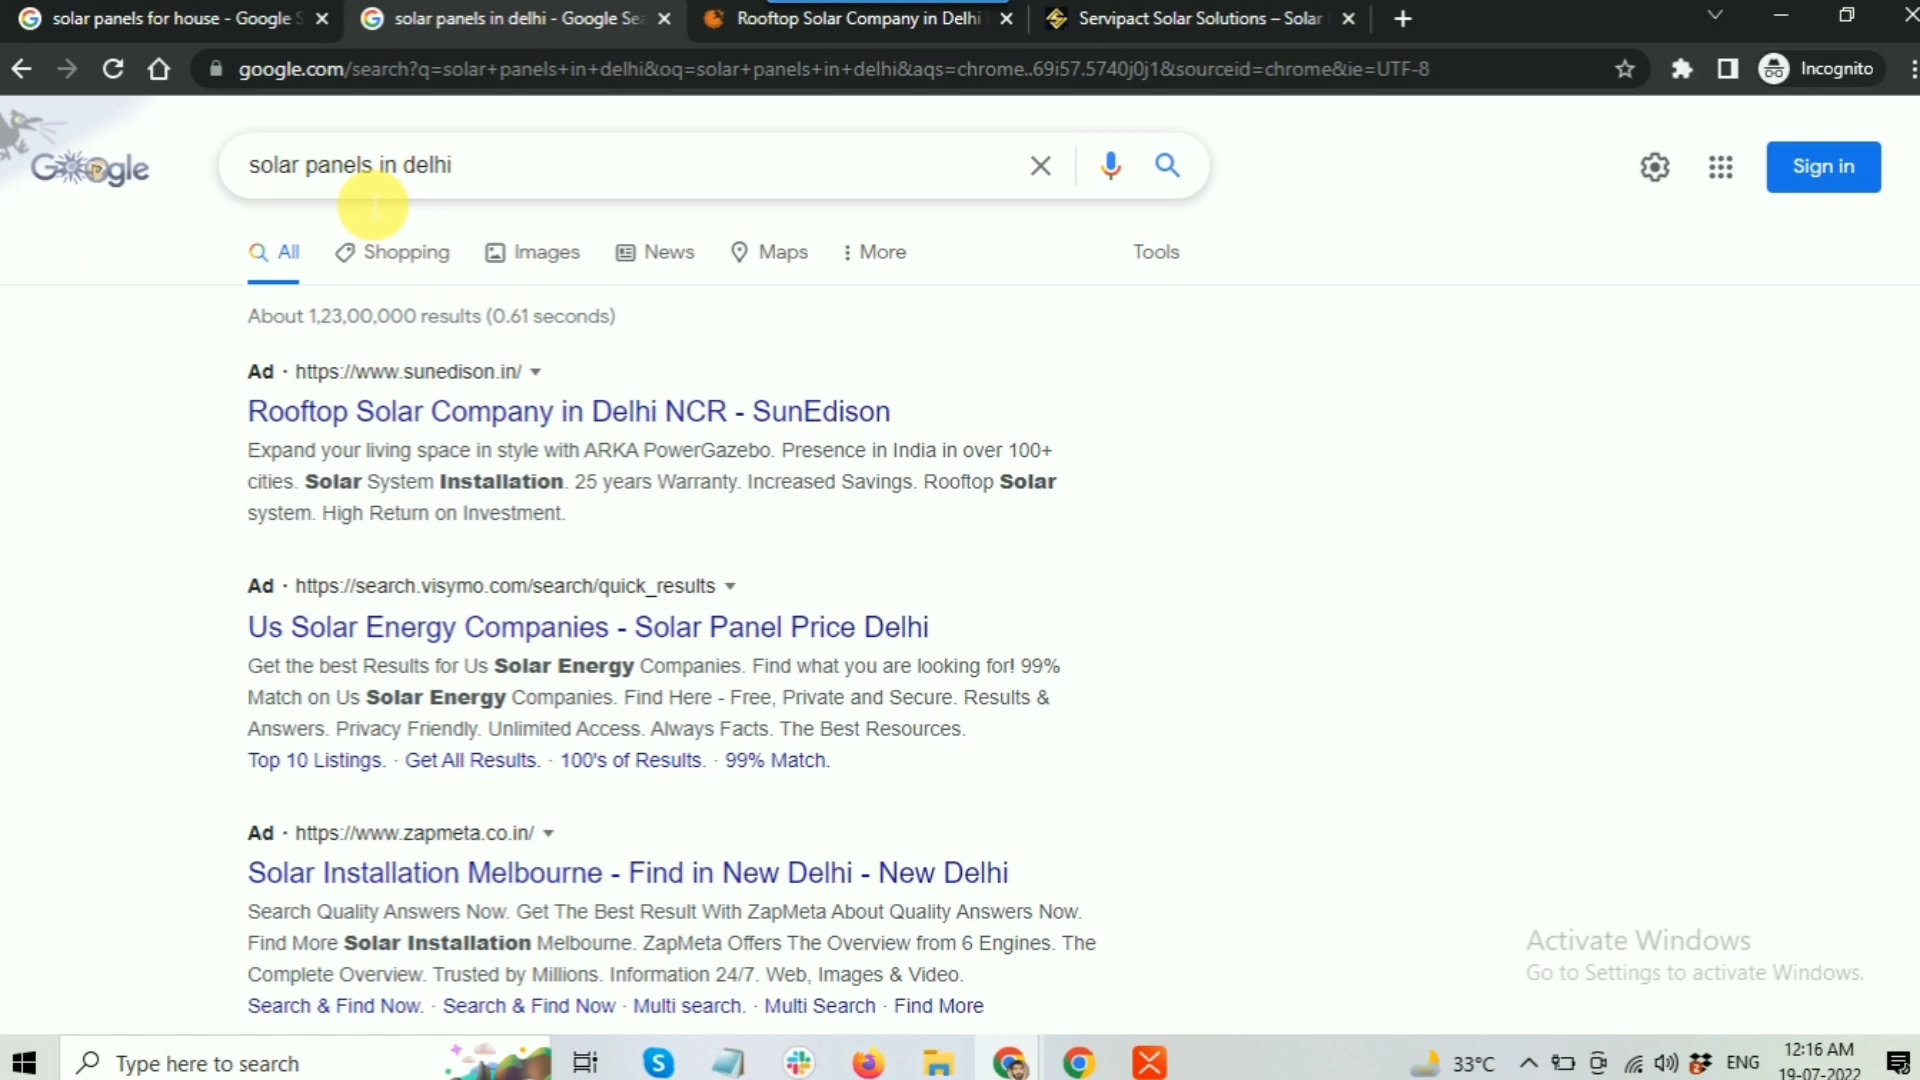 solar panels for house - Google S
solar panels in delhi - Google Sea
Rooftop Solar Company in Delhi
Servipact Solar Solutions – Solar
google.com/search?q=solar+panels+in+delhi&oq=solar+panels+in+delhi&aqs=chrome..69i57.5740j0j1&sourceid=chrome&ie=UTF-8
Incognito
Google
solar panels in delhi
Sign in
All
Shopping
Images
News
Maps
More
Tools
About 1,23,00,000 results (0.61 seconds)
Ad · https://www.sunedison.in/
Rooftop Solar Company in Delhi NCR - SunEdison
Expand your living space in style with ARKA PowerGazebo. Presence in India in over 100+
cities. Solar System Installation. 25 years Warranty. Increased Savings. Rooftop Solar
system. High Return on Investment.
Ad · https://search.visymo.com/search/quick_results
Us Solar Energy Companies - Solar Panel Price Delhi
Get the best Results for Us Solar Energy Companies. Find what you are looking for! 99%
Match on Us Solar Energy Companies. Find Here - Free, Private and Secure. Results &
Answers. Privacy Friendly. Unlimited Access. Always Facts. The Best Resources.
Top 10 Listings. · Get All Results. · 100's of Results. · 99% Match.
Ad · https://www.zapmeta.co.in/
Solar Installation Melbourne - Find in New Delhi - New Delhi
Search Quality Answers Now. Get The Best Result With ZapMeta About Quality Answers Now.
Find More Solar Installation Melbourne. ZapMeta Offers The Overview from 6 Engines. The
Complete Overview. Trusted by Millions. Information 24/7. Web, Images & Video.
Search & Find Now. · Search & Find Now · Multi search. · Multi Search · Find More
Activate Windows
Go to Settings to activate Windows.
Type here to search
33°C
ENG
12:16 AM
19-07-2022